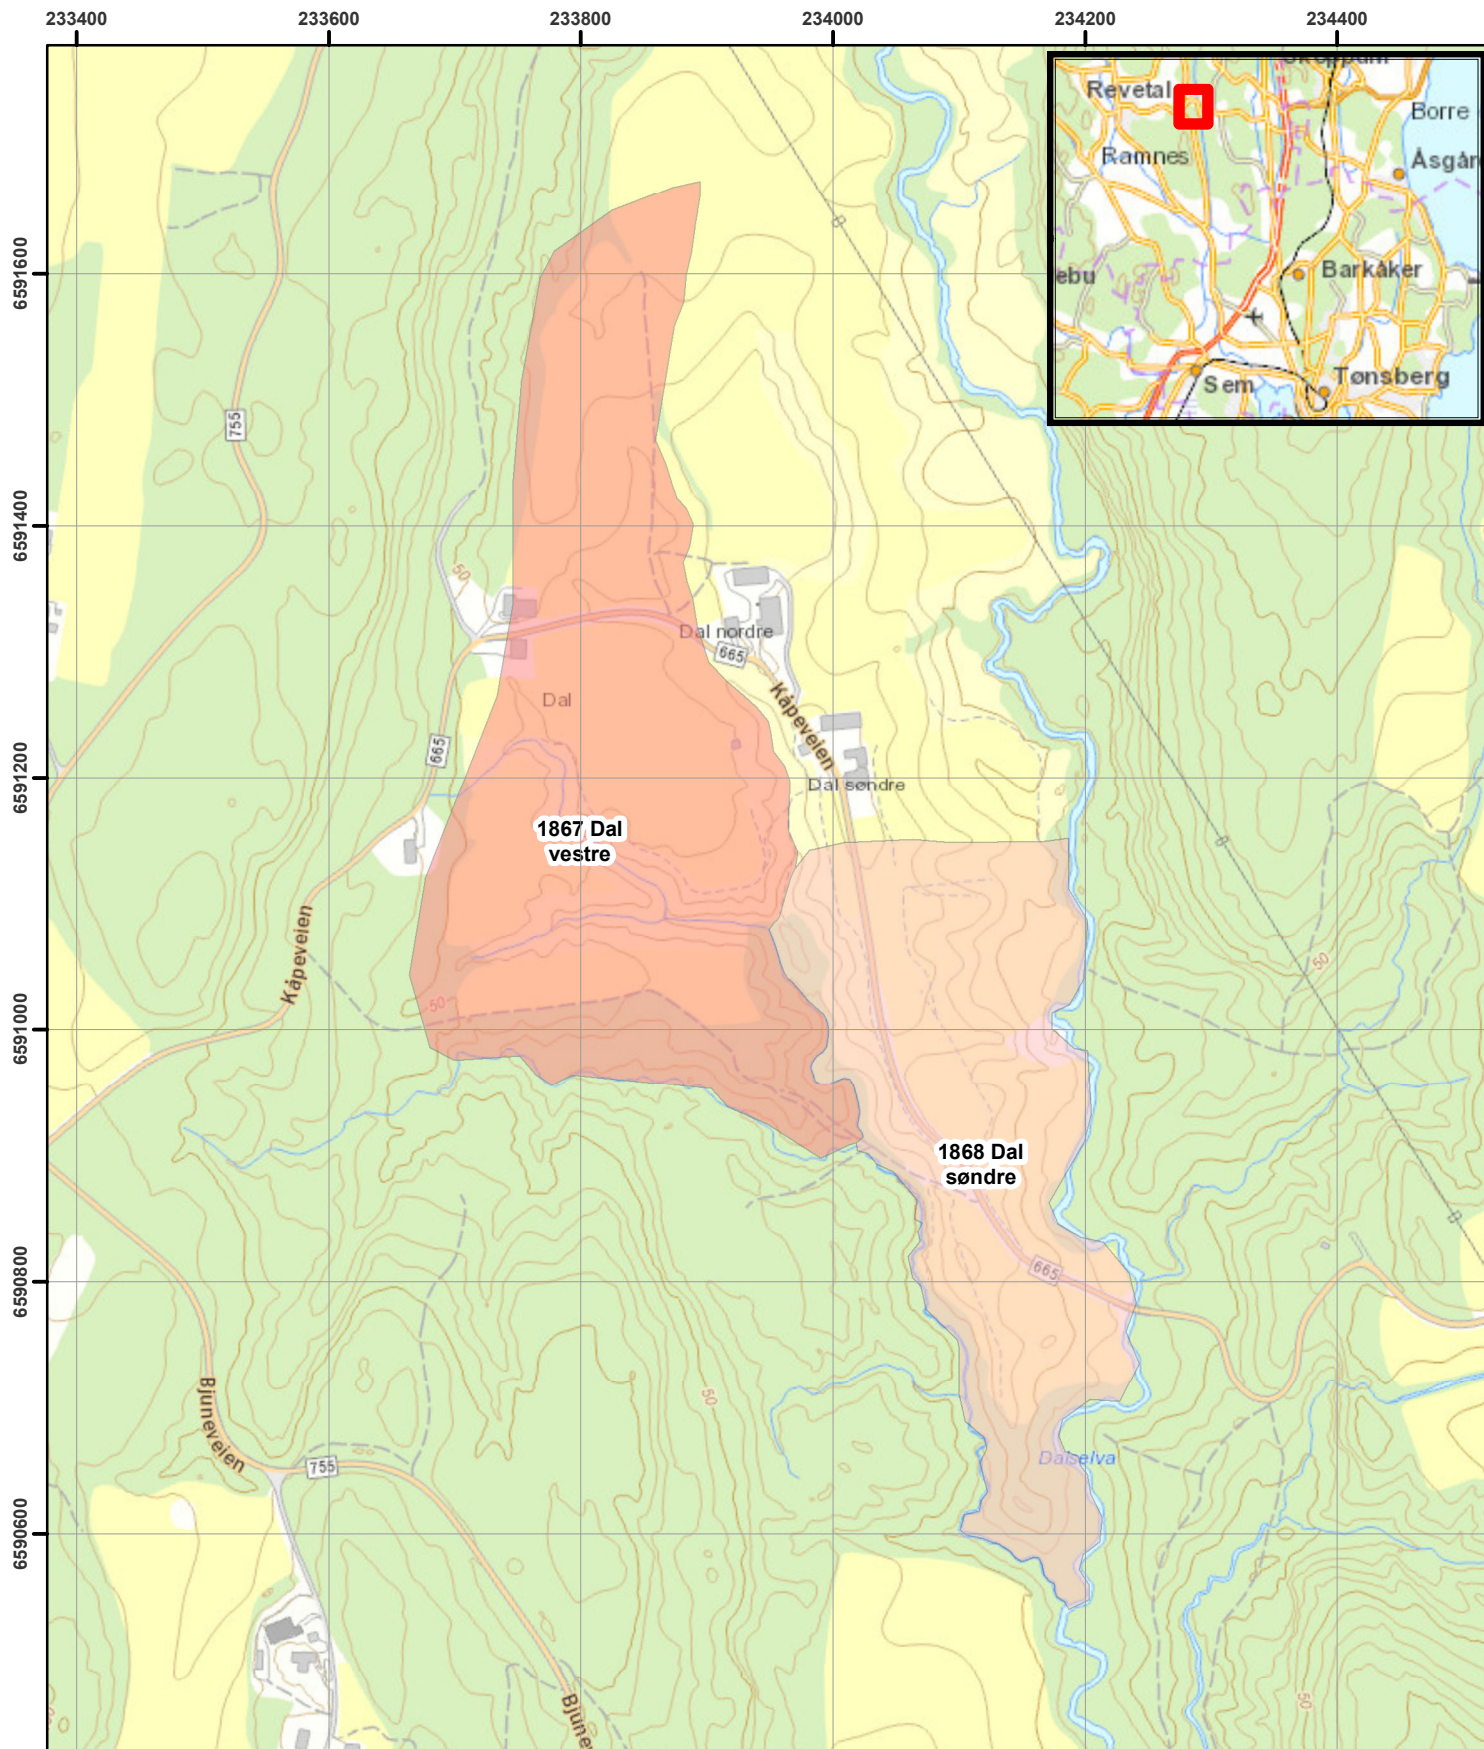 233400 233600 233800 234000 234200 234400
Revetal
Borre
Ramnes
Barkåker
Sem
Tønsberg
6591600
755
6591400
50
Dal nordre
665
Dal
Kåpeveien
665
6591200
Dal søndre
1867 Dal
vestre
Kåpeveien
50
50
6591000
1868 Dal
søndre
665
6590800
50
Bjuneveien
755
Dalselva
6590600
50